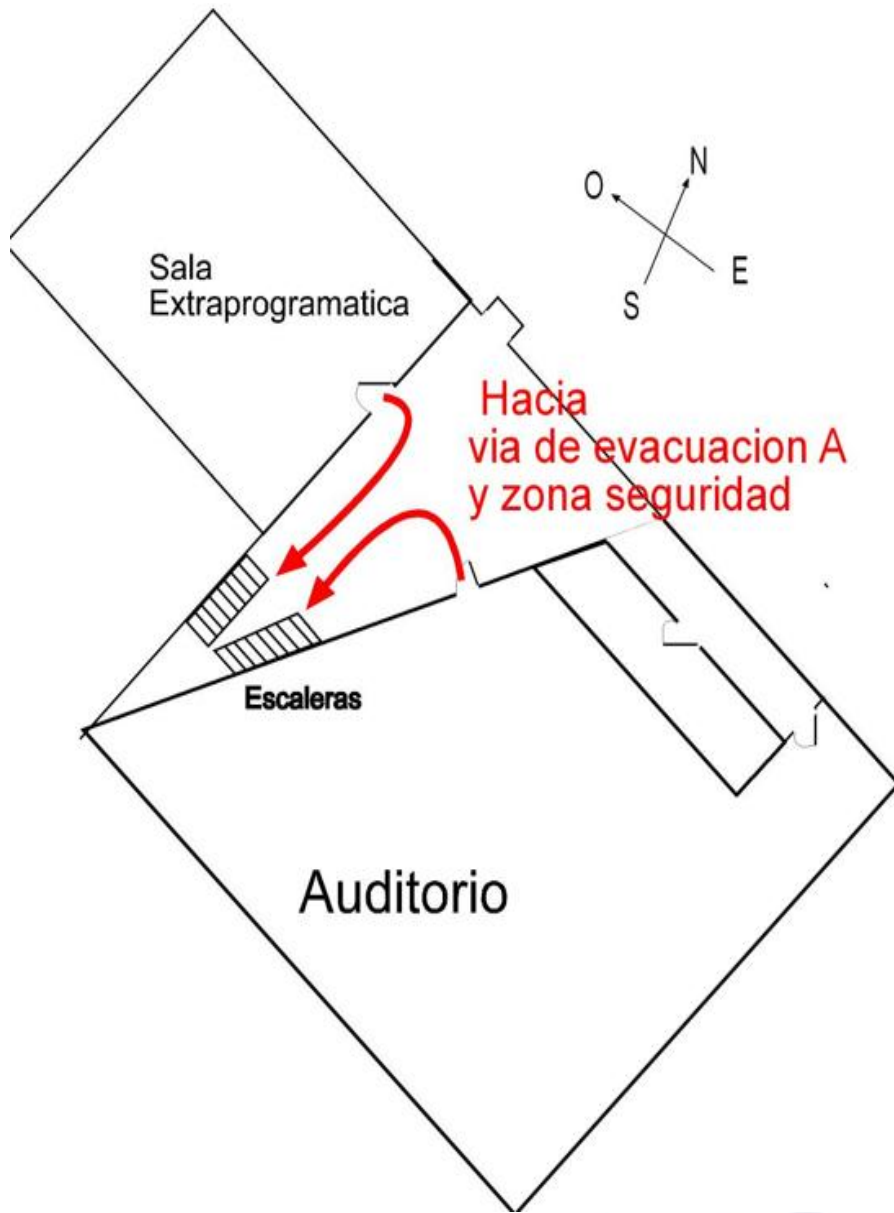 N
O
E
S
Sala
Extraprogramatica
Hacia
via de evacuacion A
y zona seguridad
Escaleras
Auditorio